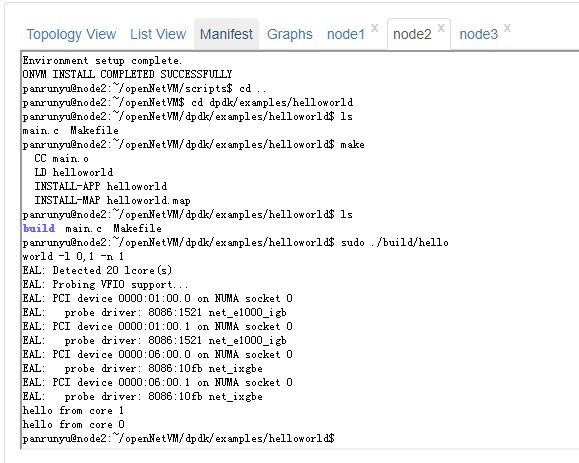 Topology View List View Manifest Graphs node1 x node2 x node3 x
Environment setup complete.
ONVM INSTALL COMPLETED SUCCESSFULLY
panrunyu@node2:~/openNetVM/scripts$ cd ..
panrunyu@node2:~/openNetVM$ cd dpdk/examples/helloworld
panrunyu@node2:~/openNetVM/dpdk/examples/helloworld$ ls
main.c  Makefile
panrunyu@node2:~/openNetVM/dpdk/examples/helloworld$ make
  CC main.o
  LD helloworld
  INSTALL-APP helloworld
  INSTALL-MAP helloworld.map
panrunyu@node2:~/openNetVM/dpdk/examples/helloworld$ ls
build  main.c  Makefile
panrunyu@node2:~/openNetVM/dpdk/examples/helloworld$ sudo ./build/hello
world -l 0,1 -n 1
EAL: Detected 20 lcore(s)
EAL: Probing VFIO support...
EAL: PCI device 0000:01:00.0 on NUMA socket 0
EAL:   probe driver: 8086:1521 net_e1000_igb
EAL: PCI device 0000:01:00.1 on NUMA socket 0
EAL:   probe driver: 8086:1521 net_e1000_igb
EAL: PCI device 0000:06:00.0 on NUMA socket 0
EAL:   probe driver: 8086:10fb net_ixgbe
EAL: PCI device 0000:06:00.1 on NUMA socket 0
EAL:   probe driver: 8086:10fb net_ixgbe
hello from core 1
hello from core 0
panrunyu@node2:~/openNetVM/dpdk/examples/helloworld$